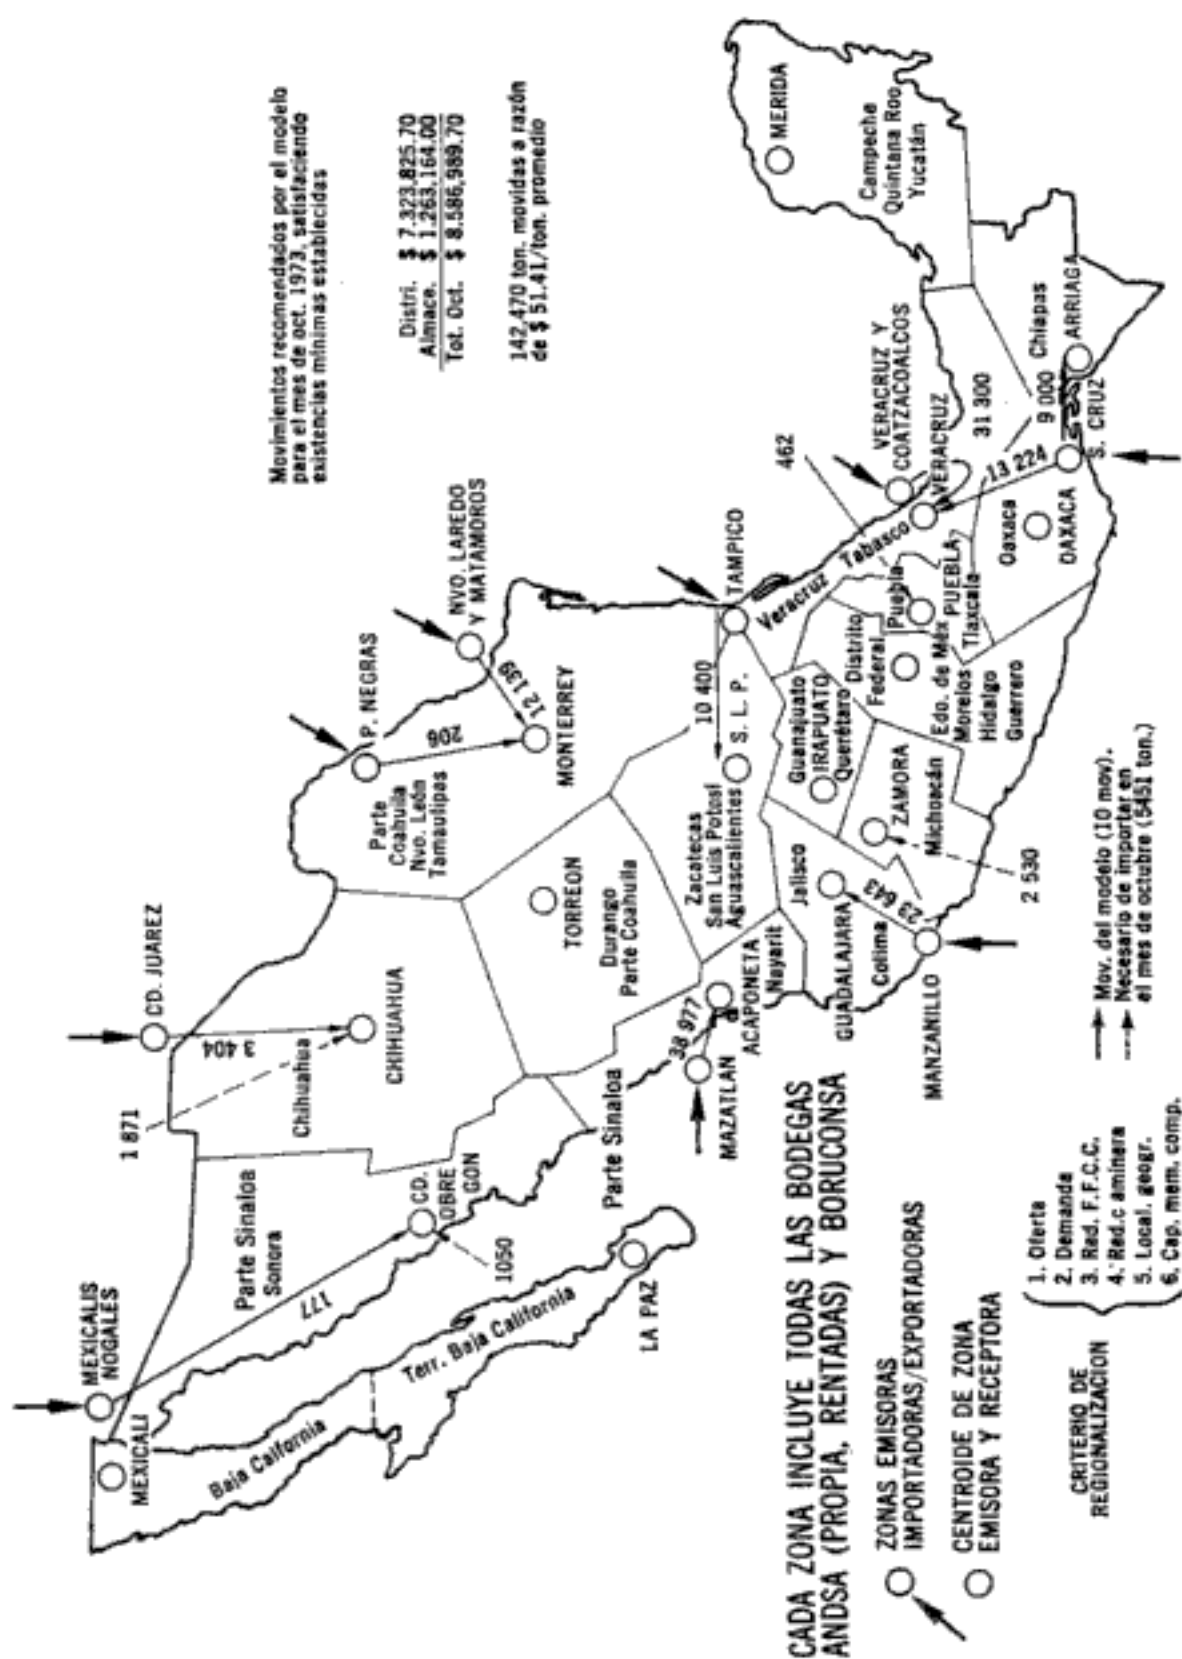 Movimientos recomendados por el modelo
para el mes de oct. 1973, satisfaciendo
existencias mínimas establecidas
Distri. $ 7.323.825.70
Almace. $ 1.263.164.00
Tot. Oct. $ 8.586,989.70
142,470 ton. movidas a razón
de $ 51.41/ton. promedio
MEXICALIS
NOGALES
MEXICALI
CD. JUAREZ
1 871
3 404
Chihuahua
CHIHUAHUA
Parte Sinaloa
Sonora
177
CD.
OBRE
GON
1050
Baja California
Terr. Baja California
LA PAZ
Parte Sinaloa
P. NEGRAS
206
NVO. LAREDO
Y MATAMOROS
12 139
MONTERREY
Parte
Coahuila
Nvo. León
Tamaulipas
TORREON
Durango
Parte Coahuila
MAZATLAN
38 977
ACAPONETA
Nayarit
Zacatecas
San Luis Potosí
Aguascalientes
S. L. P.
10 400
TAMPICO
Veracruz
Tabasco
Jalisco
GUADALAJARA
Colima
23 643
MANZANILLO
Guanajuato
IRAPUATO
Querétaro
ZAMORA
Michoacán
2 530
Distrito
Federal
Edo. de Méx
Morelos
Hidalgo
Guerrero
Puebla
PUEBLA
Tlaxcala
462
VERACRUZ Y
COATZACOALCOS
VERACRUZ
31 300
13 224
9 000
Oaxaca
OAXACA
S. CRUZ
Chiapas
ARRIAGA
MERIDA
Campeche
Quintana Roo
Yucatán
CADA ZONA INCLUYE TODAS LAS BODEGAS
ANDSA (PROPIA, RENTADAS) Y BORUCONSA
ZONAS EMISORAS
IMPORTADORAS/EXPORTADORAS
CENTROIDE DE ZONA
EMISORA Y RECEPTORA
CRITERIO DE
REGIONALIZACION
1. Oferta
2. Demanda
3. Red. F.F.C.C.
4. Red.c aminera
5. Local. geogr.
6. Cap. mem. comp.
Mov. del modelo (10 mov).
Necesario de importar en
el mes de octubre (5451 ton.)